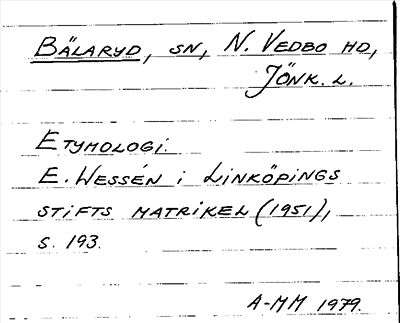 BÄLARYD, SN, N. VEDBO HD,
JÖNK. L.
ETYMOLOGI.
E. WESSÉN i LINKÖPINGS
STIFTS MATRIKEL (1951),
S. 193.
A-MM 1979.